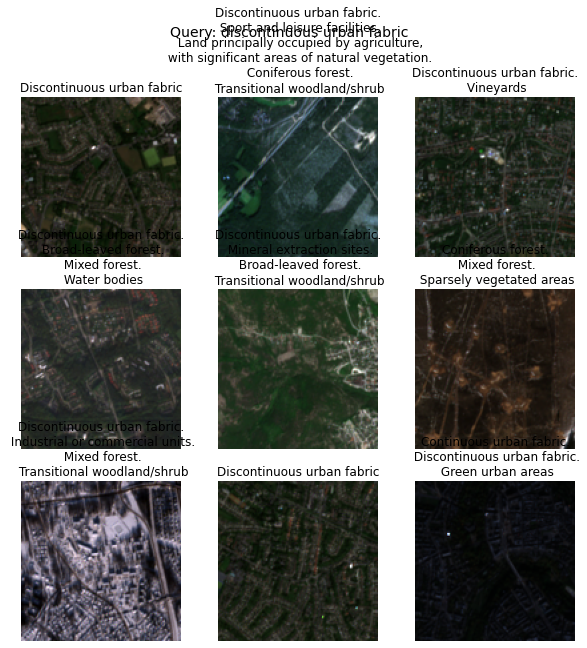 Query: discontinuous urban fabric
Discontinuous urban fabric
Discontinuous urban fabric.
Sport and leisure facilities.
Land principally occupied by agriculture,
with significant areas of natural vegetation.
Coniferous forest.
Transitional woodland/shrub
Discontinuous urban fabric.
Vineyards
Discontinuous urban fabric.
Broad-leaved forest.
Mixed forest.
Water bodies
Discontinuous urban fabric.
Mineral extraction sites.
Broad-leaved forest.
Transitional woodland/shrub
Coniferous forest.
Mixed forest.
Sparsely vegetated areas
Discontinuous urban fabric.
Industrial or commercial units.
Mixed forest.
Transitional woodland/shrub
Discontinuous urban fabric
Continuous urban fabric.
Discontinuous urban fabric.
Green urban areas